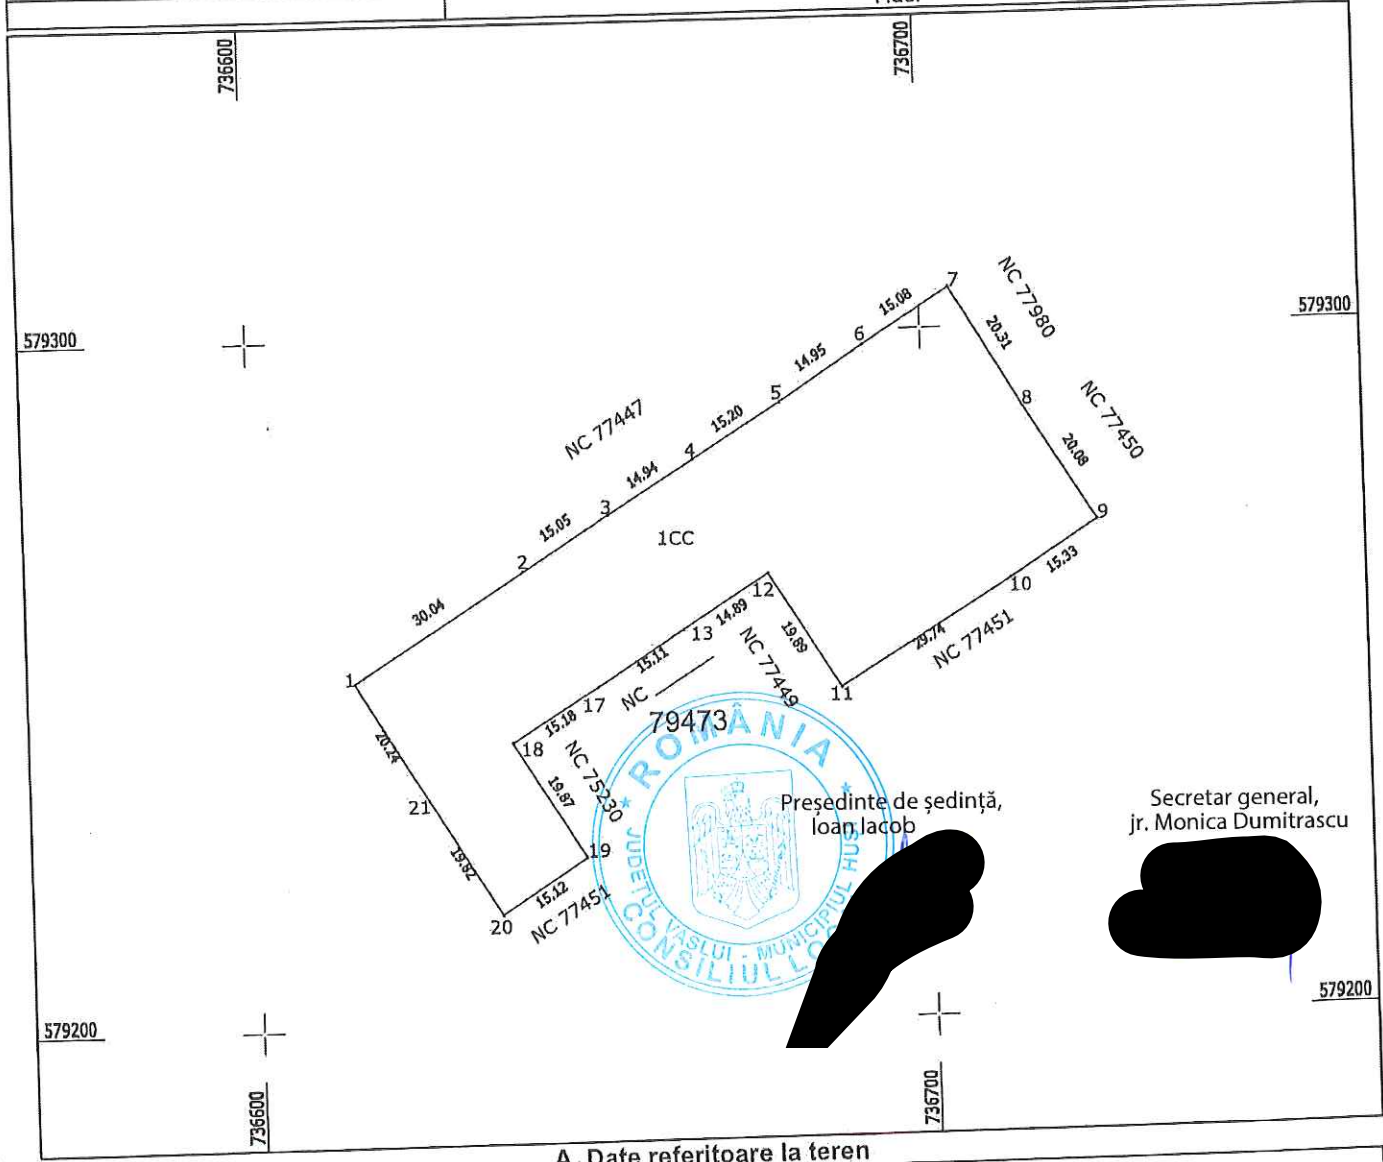 736600
736700
579300
579300
7
NC 77980
15.08
6
20.31
14.95
5
8
NC 77450
NC 77447
15.20
4
20.08
14.94
3
9
15.05
1CC
2
15.33
10
30.04
12
14.89
13
19.89
29.74
NC 77451
NC 77449
15.11
1
11
NC
17
79473
15.18
18
20.24
NC 75230
19.87
21
19
19.82
15.12
20
NC 77451
ROMÂNIA
JUDEȚUL VASLUI - MUNICIPIUL HUȘI
CONSILIUL
Președinte de ședință,
Ioan Iacob
Secretar general,
jr. Monica Dumitrascu
579200
579200
736600
736700
A. Date referitoare la teren